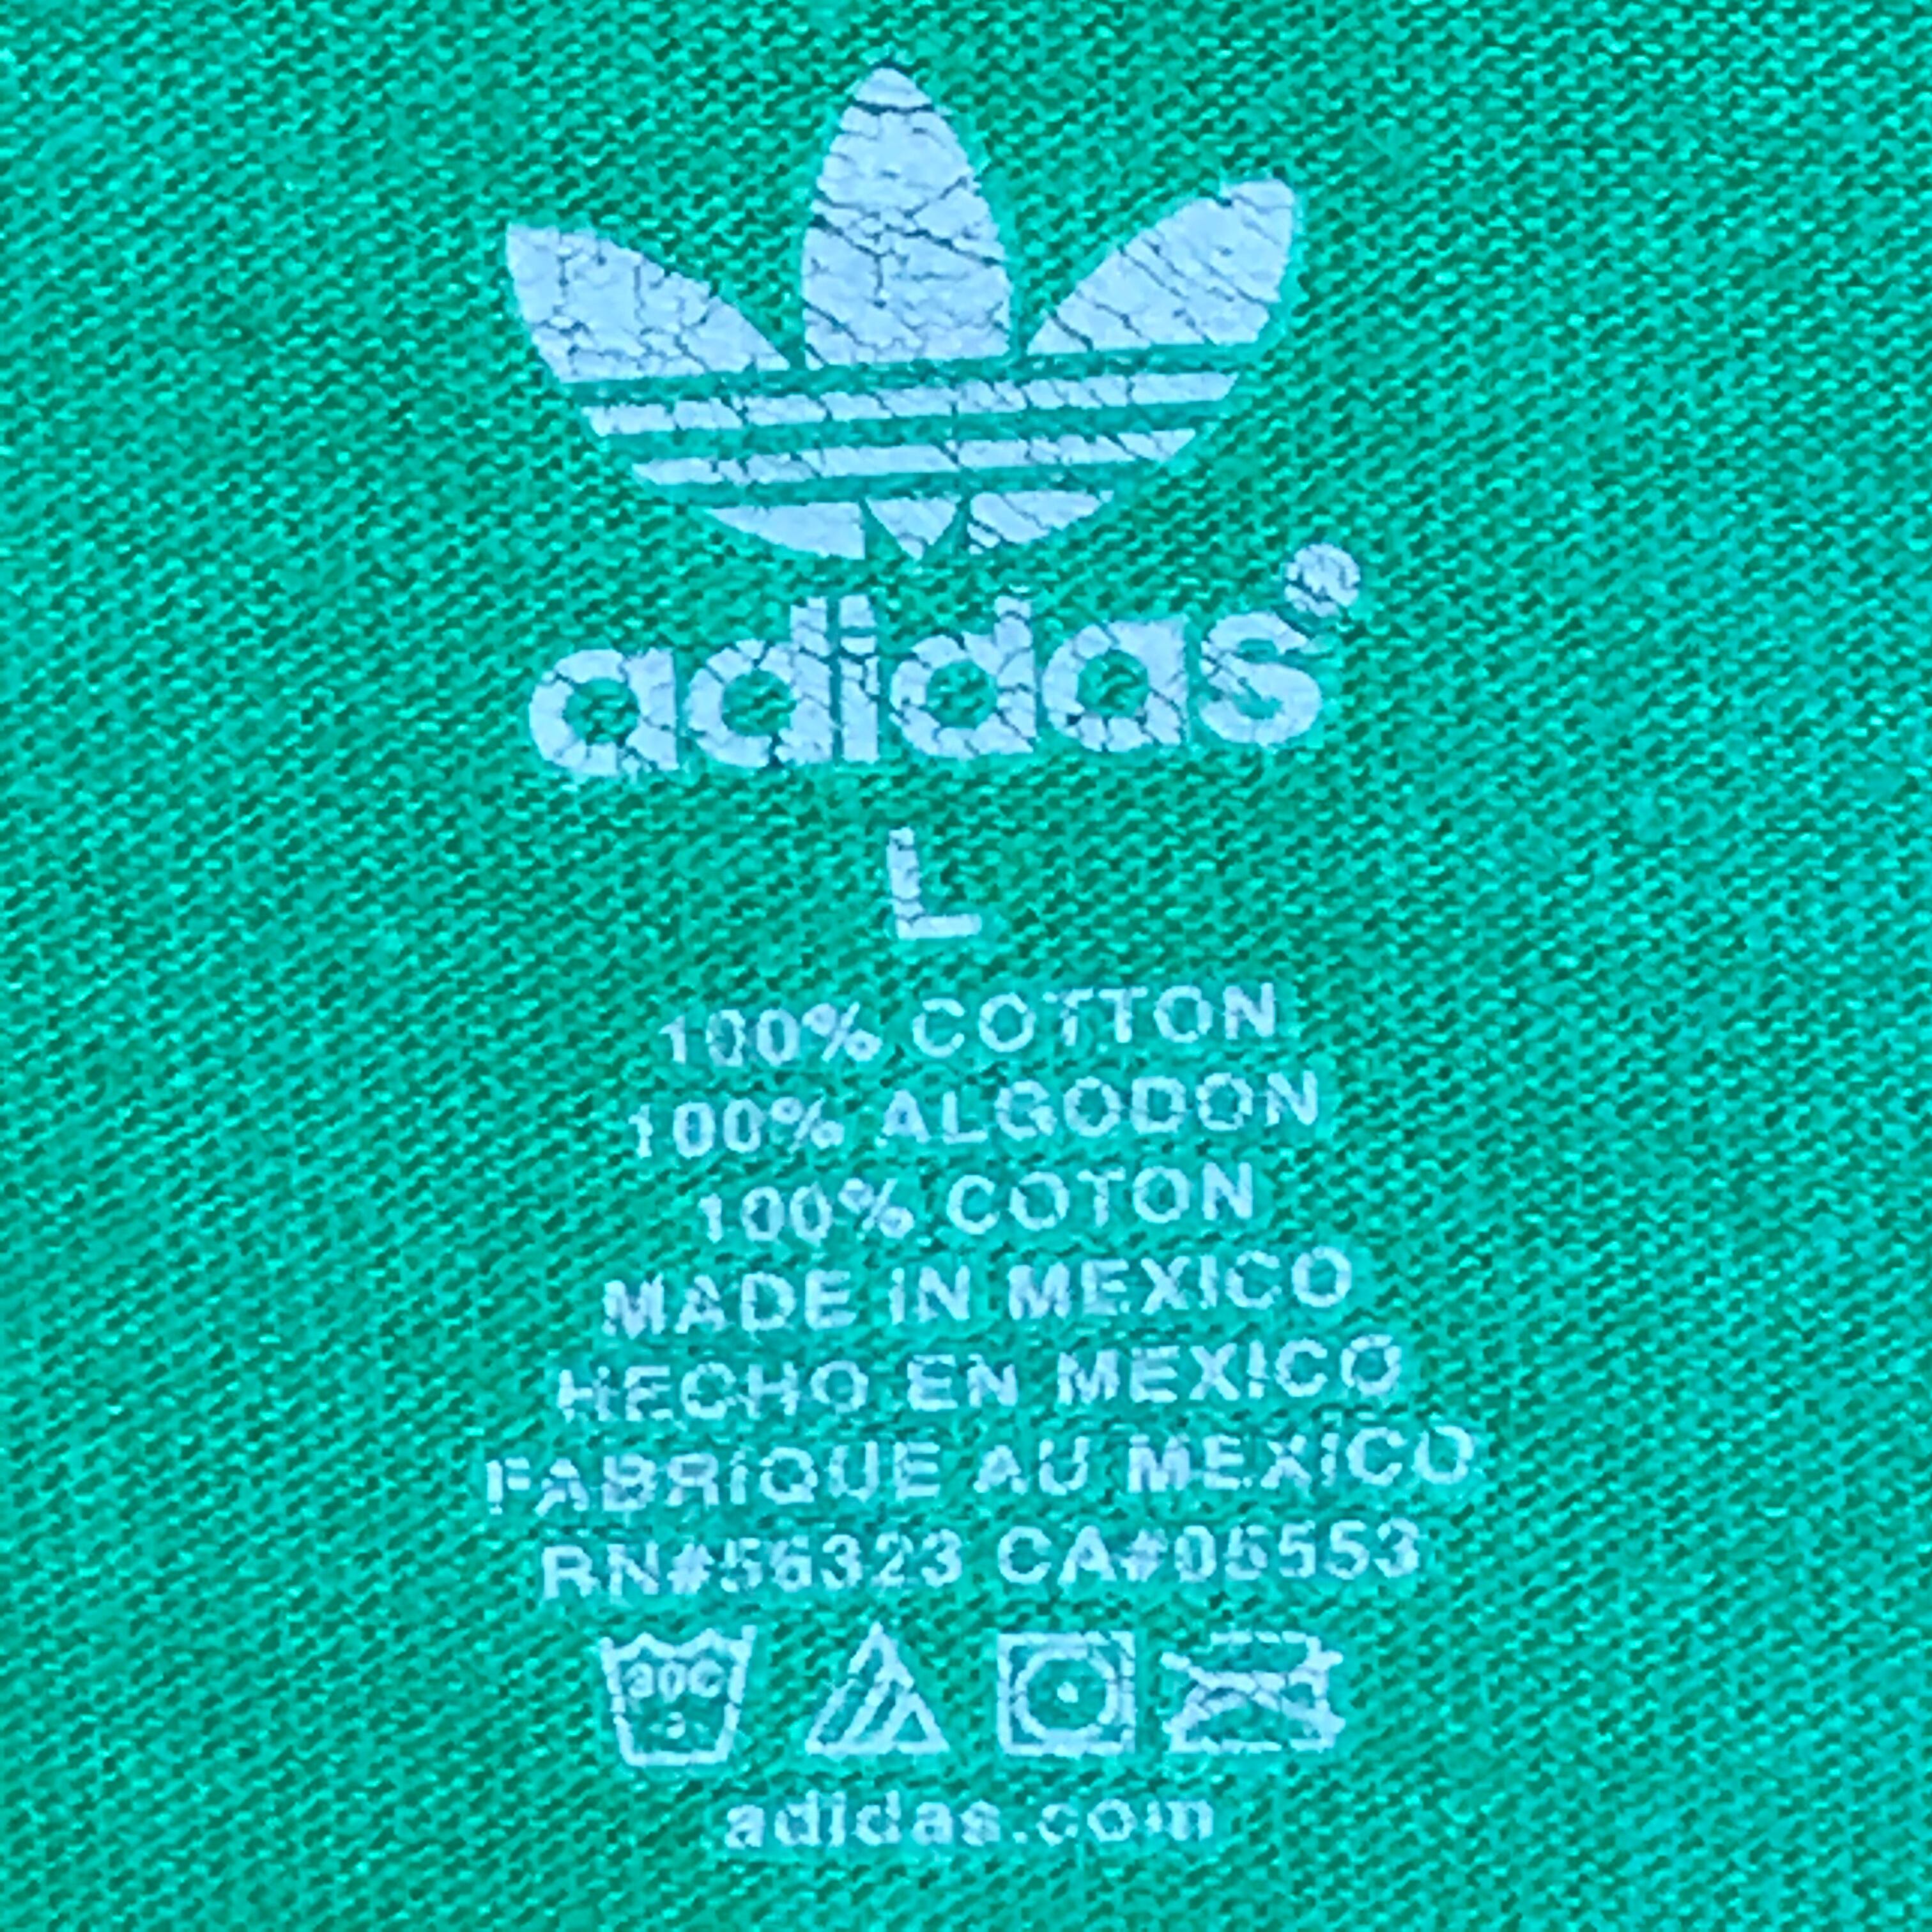 adidas
L
100% COTTON
100% ALGODON
100% COTON
MADE IN MEXICO
HECHO EN MEXICO
FABRIQUE AU MEXICO
RN#56323 CA#05553
30C
adidas.com